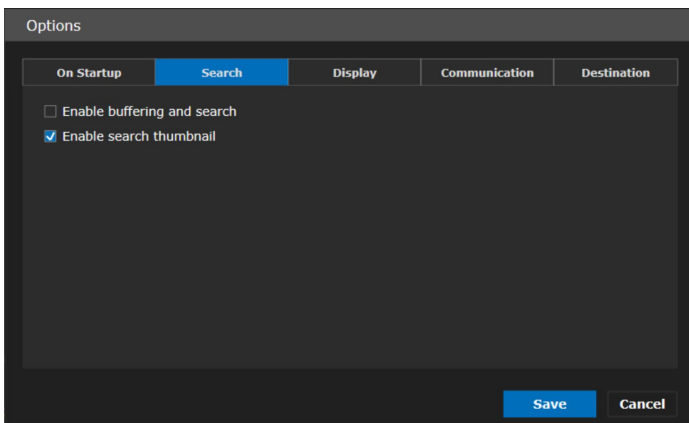 Options
On Startup Search Display Communication Destination
Enable buffering and search
Enable search thumbnail
Save Cancel